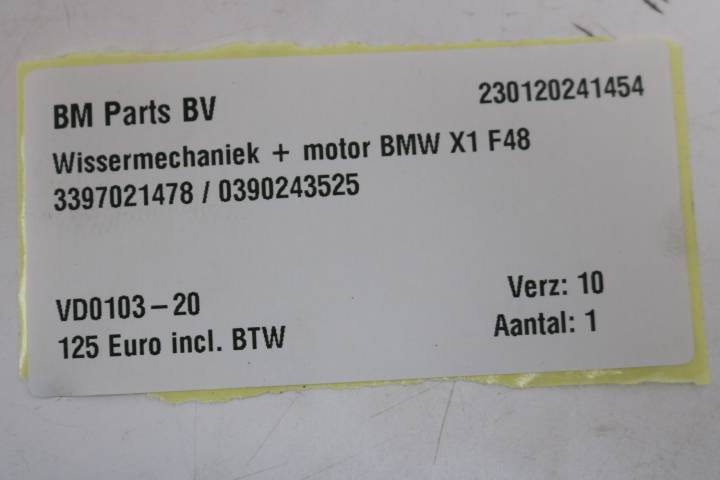 BM Parts BV 230120241454
Wissermechaniek + motor BMW X1 F48
3397021478 / 0390243525
VD0103-20 Verz: 10
125 Euro incl. BTW Aantal: 1